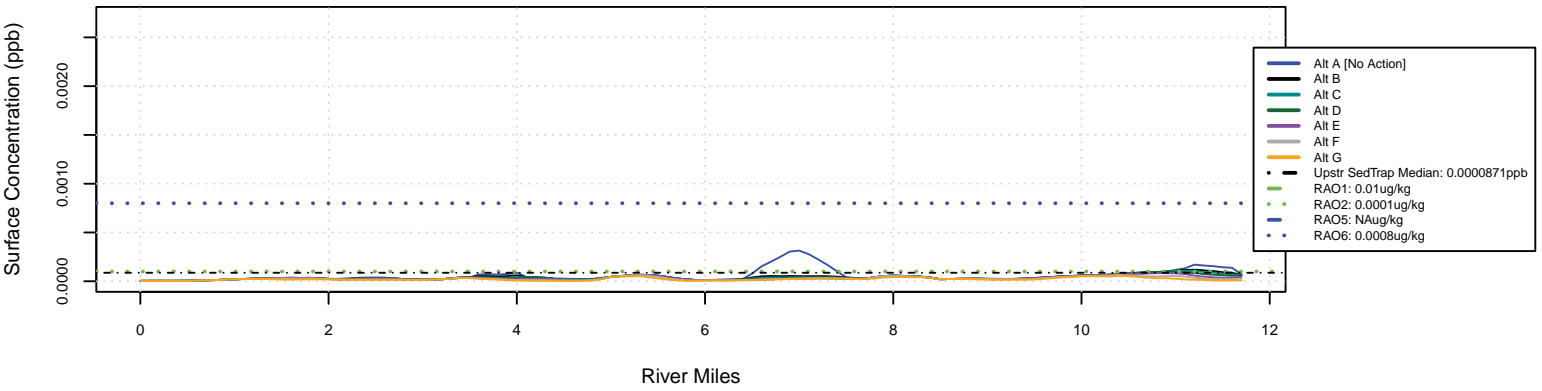 Surface Concentration (ppb)
0.0020
0.0010
0.0000
0 2 4 6 8 10 12
River Miles
Alt A [No Action]
Alt B
Alt C
Alt D
Alt E
Alt F
Alt G
Upstr SedTrap Median: 0.0000871ppb
RAO1: 0.01ug/kg
RAO2: 0.0001ug/kg
RAO5: NAug/kg
RAO6: 0.0008ug/kg